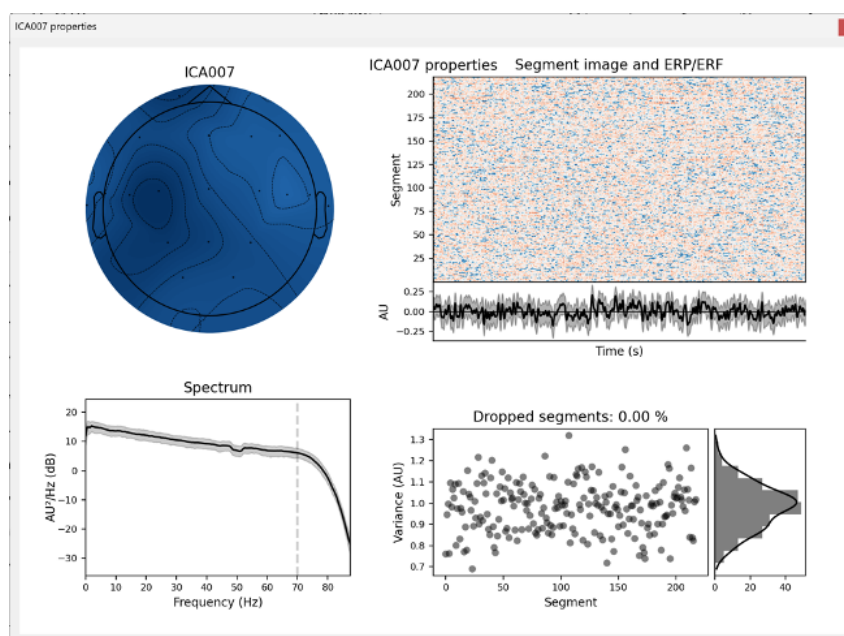 ICA007 properties
ICA007
ICA007 properties Segment image and ERP/ERF
200
175
150
125
100
75
50
25
Segment
0.25
0.00
−0.25
AU
Time (s)
Spectrum
20
10
0
−10
−20
−30
AU²/Hz (dB)
0 10 20 30 40 50 60 70 80
Frequency (Hz)
Dropped segments: 0.00 %
1.3
1.2
1.1
1.0
0.9
0.8
0.7
Variance (AU)
0 50 100 150 200
Segment
0 20 40